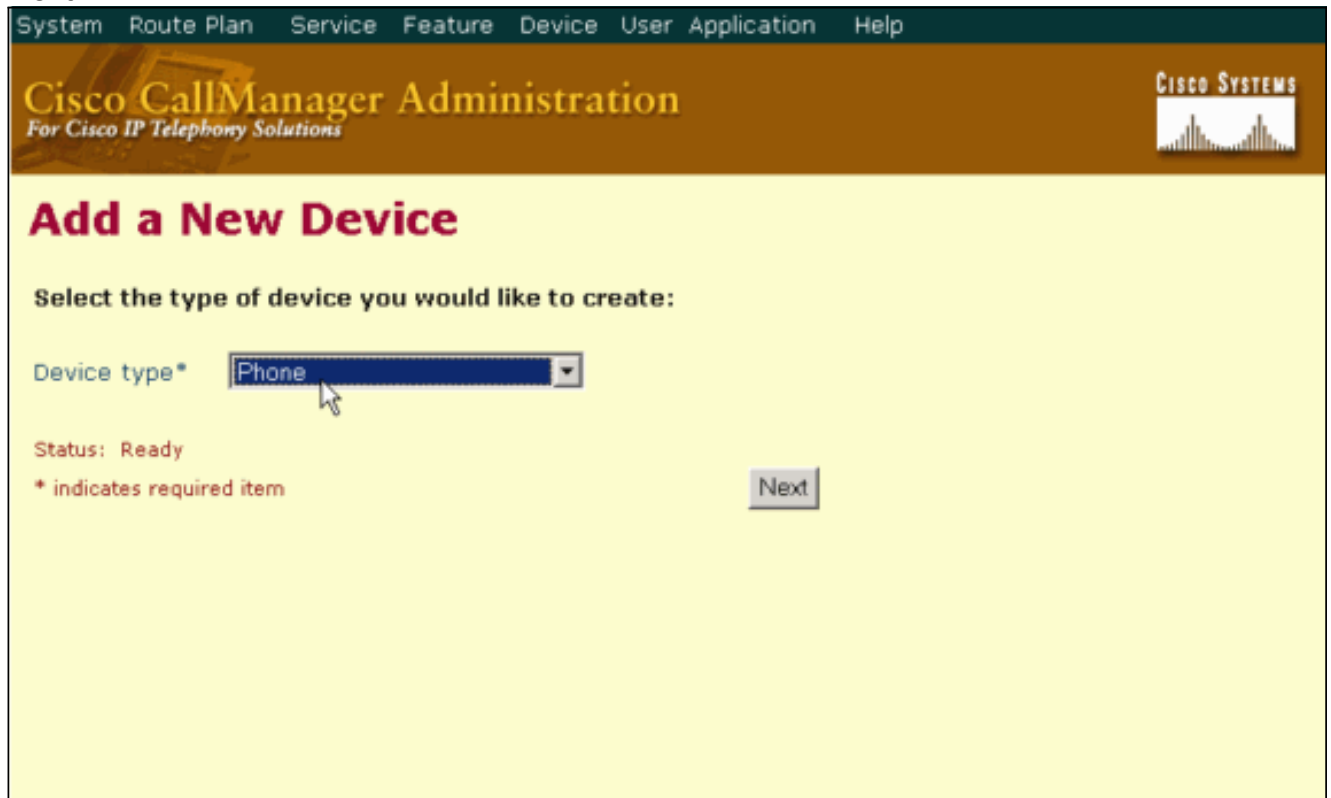 System Route Plan Service Feature Device User Application Help
Cisco CallManager Administration
For Cisco IP Telephony Solutions
CISCO SYSTEMS
Add a New Device
Select the type of device you would like to create:
Device type* Phone
Status: Ready
* indicates required item
Next